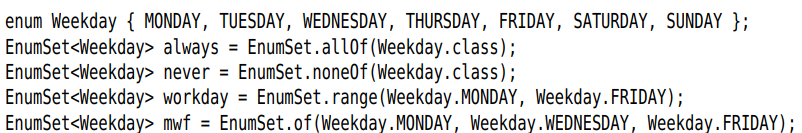 enum Weekday { MONDAY, TUESDAY, WEDNESDAY, THURSDAY, FRIDAY, SATURDAY, SUNDAY };
EnumSet<Weekday> always = EnumSet.allOf(Weekday.class);
EnumSet<Weekday> never = EnumSet.noneOf(Weekday.class);
EnumSet<Weekday> workday = EnumSet.range(Weekday.MONDAY, Weekday.FRIDAY);
EnumSet<Weekday> mwf = EnumSet.of(Weekday.MONDAY, Weekday.WEDNESDAY, Weekday.FRIDAY);